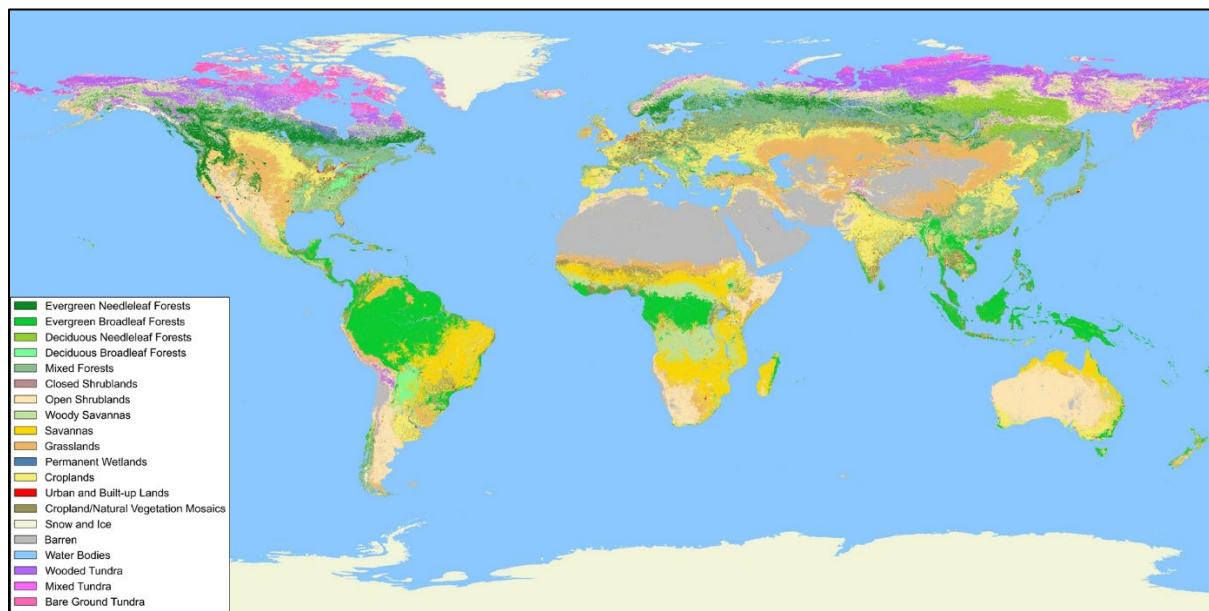 Evergreen Needleleaf Forests
Evergreen Broadleaf Forests
Deciduous Needleleaf Forests
Deciduous Broadleaf Forests
Mixed Forests
Closed Shrublands
Open Shrublands
Woody Savannas
Savannas
Grasslands
Permanent Wetlands
Croplands
Urban and Built-up Lands
Cropland/Natural Vegetation Mosaics
Snow and Ice
Barren
Water Bodies
Wooded Tundra
Mixed Tundra
Bare Ground Tundra